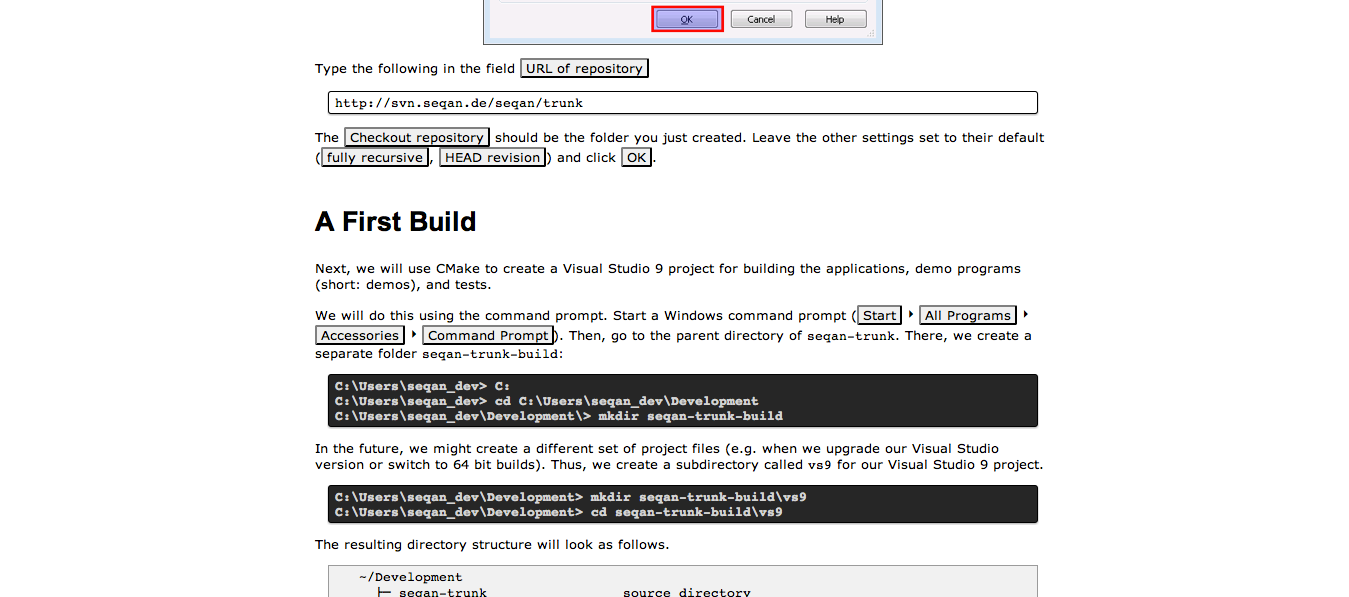 OK Cancel Help
Type the following in the field URL of repository
http://svn.seqan.de/seqan/trunk
The Checkout repository should be the folder you just created. Leave the other settings set to their default
(fully recursive, HEAD revision) and click OK.
A First Build
Next, we will use CMake to create a Visual Studio 9 project for building the applications, demo programs
(short: demos), and tests.
We will do this using the command prompt. Start a Windows command prompt (Start ‣ All Programs ‣
Accessories ‣ Command Prompt). Then, go to the parent directory of seqan-trunk. There, we create a
separate folder seqan-trunk-build:
C:\Users\seqan_dev> C:
C:\Users\seqan_dev> cd C:\Users\seqan_dev\Development
C:\Users\seqan_dev\Development\> mkdir seqan-trunk-build
In the future, we might create a different set of project files (e.g. when we upgrade our Visual Studio
version or switch to 64 bit builds). Thus, we create a subdirectory called vs9 for our Visual Studio 9 project.
C:\Users\seqan_dev\Development> mkdir seqan-trunk-build\vs9
C:\Users\seqan_dev\Development> cd seqan-trunk-build\vs9
The resulting directory structure will look as follows.
~/Development
├─ seqan-trunk source directory